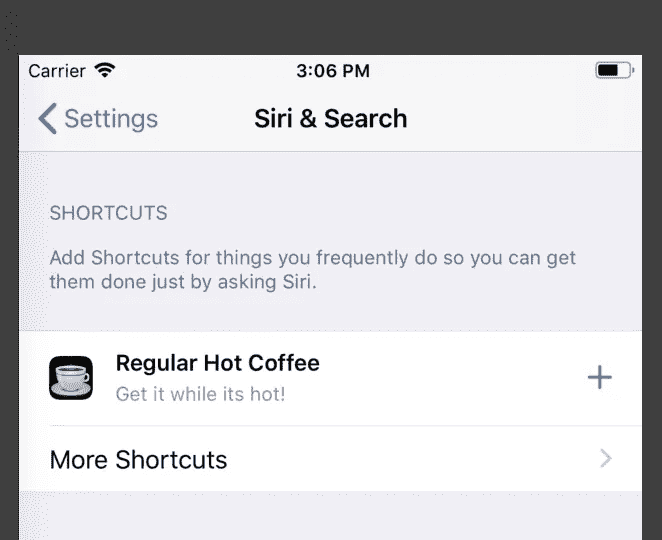 Carrier 3:06 PM
Settings Siri & Search
SHORTCUTS
Add Shortcuts for things you frequently do so you can get
them done just by asking Siri.
Regular Hot Coffee
Get it while its hot!
More Shortcuts